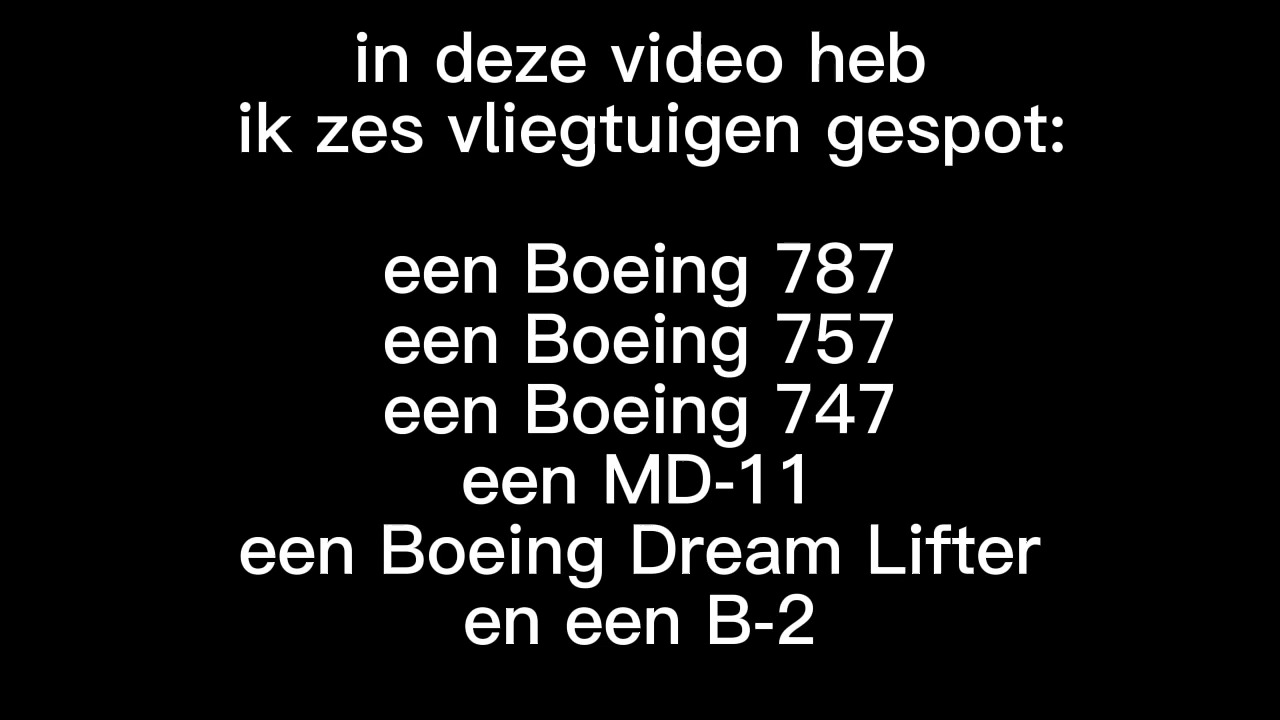 in deze video heb
ik zes vliegtuigen gespot:
een Boeing 787
een Boeing 757
een Boeing 747
een MD-11
een Boeing Dream Lifter
en een B-2